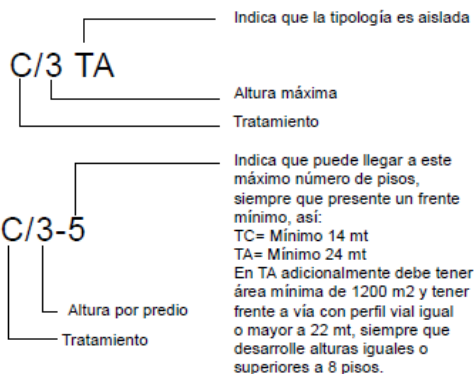 Indica que la tipología es aislada
C/3 TA
Altura máxima
Tratamiento
Indica que puede llegar a este
máximo número de pisos,
siempre que presente un frente
mínimo, así:
TC= Mínimo 14 mt
TA= Mínimo 24 mt
En TA adicionalmente debe tener
área mínima de 1200 m2 y tener
frente a vía con perfil vial igual
o mayor a 22 mt, siempre que
desarrolle alturas iguales o
superiores a 8 pisos.
C/3-5
Altura por predio
Tratamiento